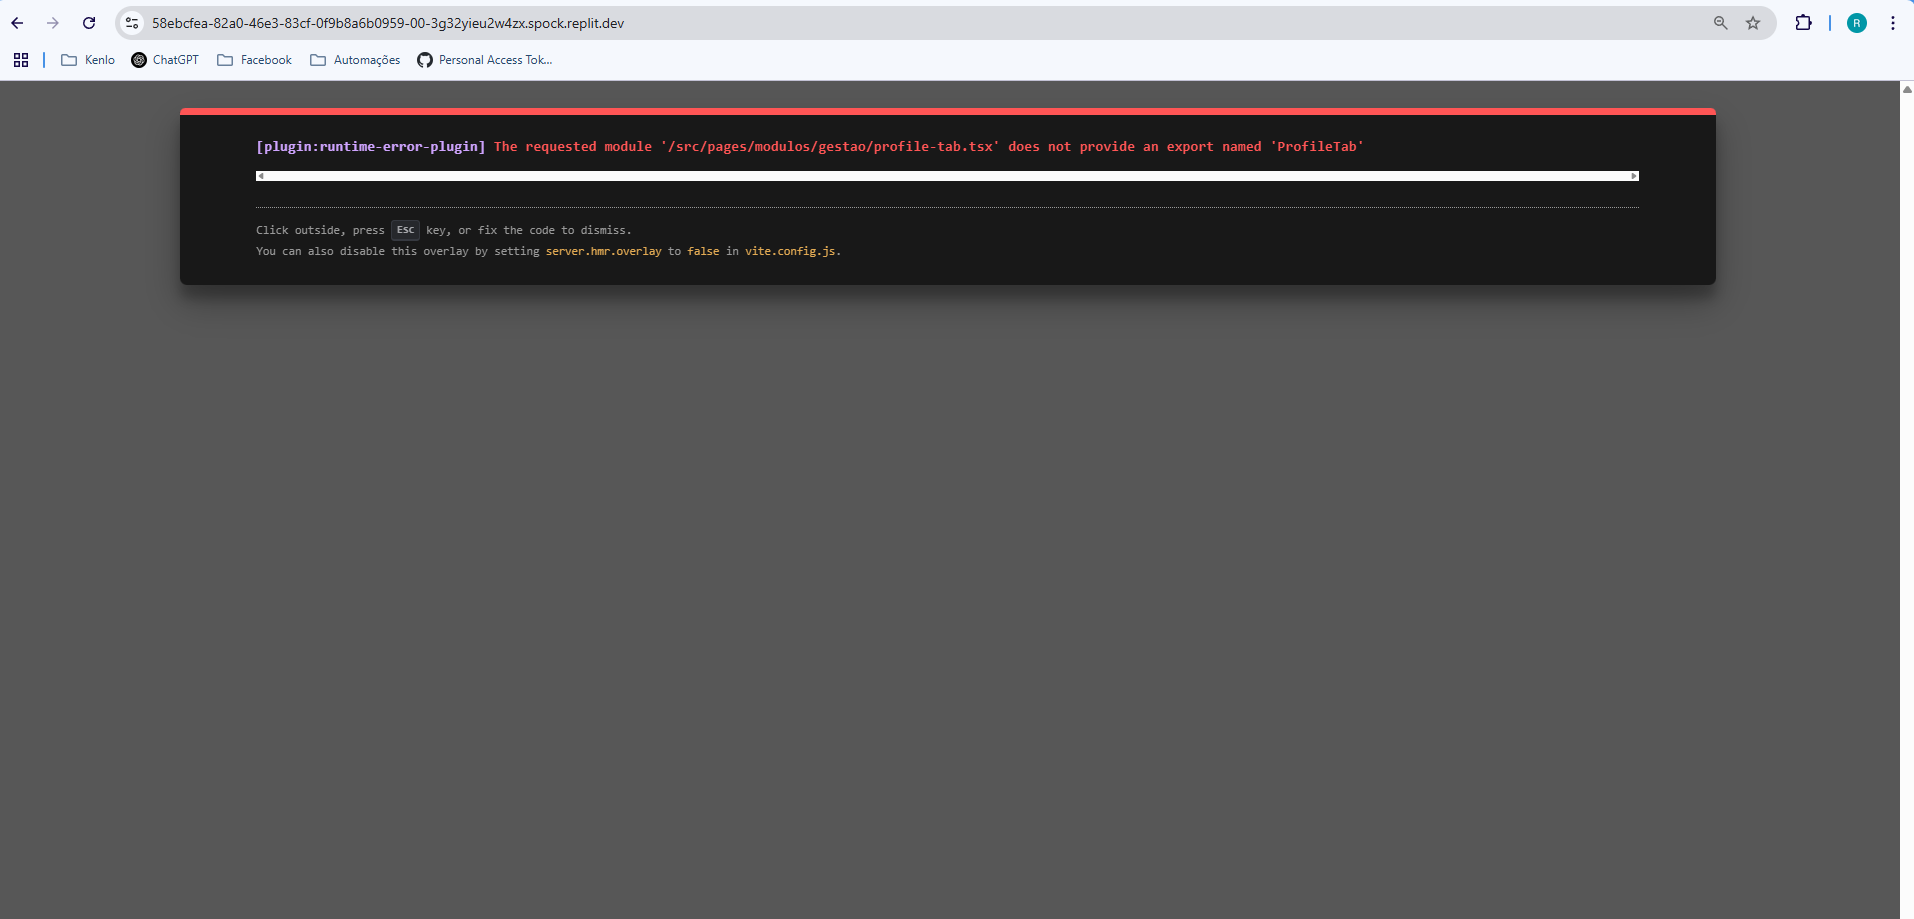 58ebcfea-82a0-46e3-83cf-0f9b8a6b0959-00-3g32yieu2w4zx.spock.replit.dev
R
Kenlo
ChatGPT
Facebook
Automações
Personal Access Tok...
[plugin:runtime-error-plugin] The requested module '/src/pages/modulos/gestao/profile-tab.tsx' does not provide an export named 'ProfileTab'
Click outside, press Esc key, or fix the code to dismiss.
You can also disable this overlay by setting server.hmr.overlay to false in vite.config.js.